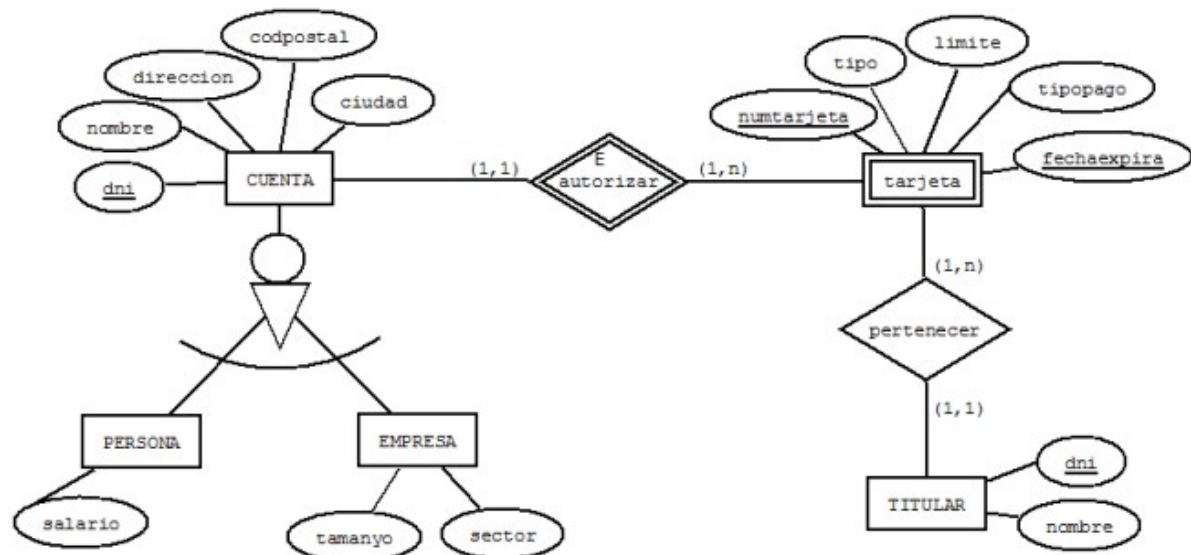 codpostal
direccion
ciudad
nombre
dni
CUENTA
(1,1)
E
autorizar
(1,n)
limite
tipo
tipopago
numtarjeta
fechaexpira
tarjeta
(1,n)
pertenecer
(1,1)
PERSONA
EMPRESA
salario
tamanyo
sector
dni
TITULAR
nombre